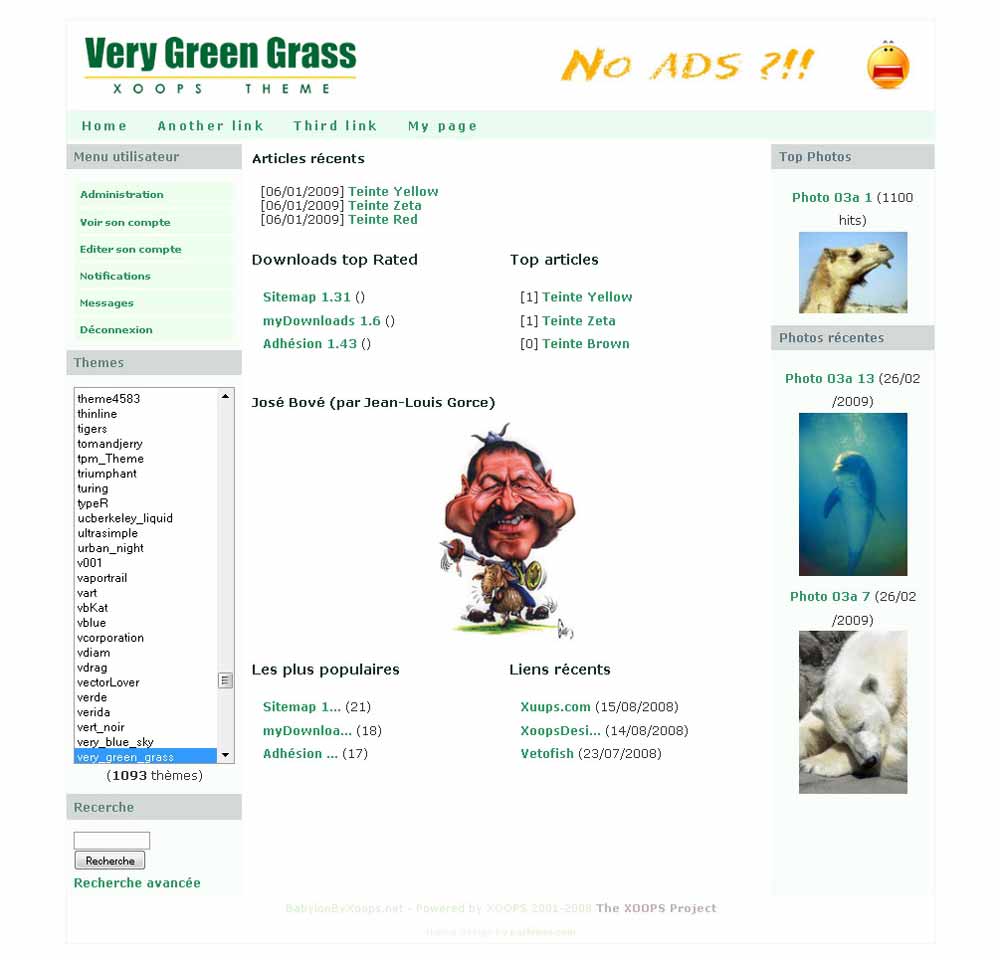 Very Green Grass
XOOPS THEME
No ADS ?!!
Home Another link Third link My page
Menu utilisateur
Administration
Voir son compte
Editer son compte
Notifications
Messages
Déconnexion
Themes
theme4583
thinline
tigers
tomandjerry
tpm_Theme
triumphant
turing
typeR
ucberkeley_liquid
ultrasimple
urban_night
v001
vaportrail
vart
vbKat
vblue
vcorporation
vdiam
vdrag
vectorLover
verde
verida
vert_noir
very_blue_sky
very_green_grass
(1093 thèmes)
Recerche
Recherche
Recherche avancée
Articles récents
[06/01/2009] Teinte Yellow
[06/01/2009] Teinte Zeta
[06/01/2009] Teinte Red
Downloads top Rated
Sitemap 1.31 ()
myDownloads 1.6 ()
Adhésion 1.43 ()
Top articles
[1] Teinte Yellow
[1] Teinte Zeta
[0] Teinte Brown
José Bové (par Jean-Louis Gorce)
Les plus populaires
Sitemap 1... (21)
myDownloa... (18)
Adhésion ... (17)
Liens récents
Xuups.com (15/08/2008)
XoopsDesi... (14/08/2008)
Vetofish (23/07/2008)
Top Photos
Photo 03a 1 (1100
hits)
Photos récentes
Photo 03a 13 (26/02
/2009)
Photo 03a 7 (26/02
/2009)
BabylonByXoops.net - Powered by XOOPS 2001-2008 The XOOPS Project